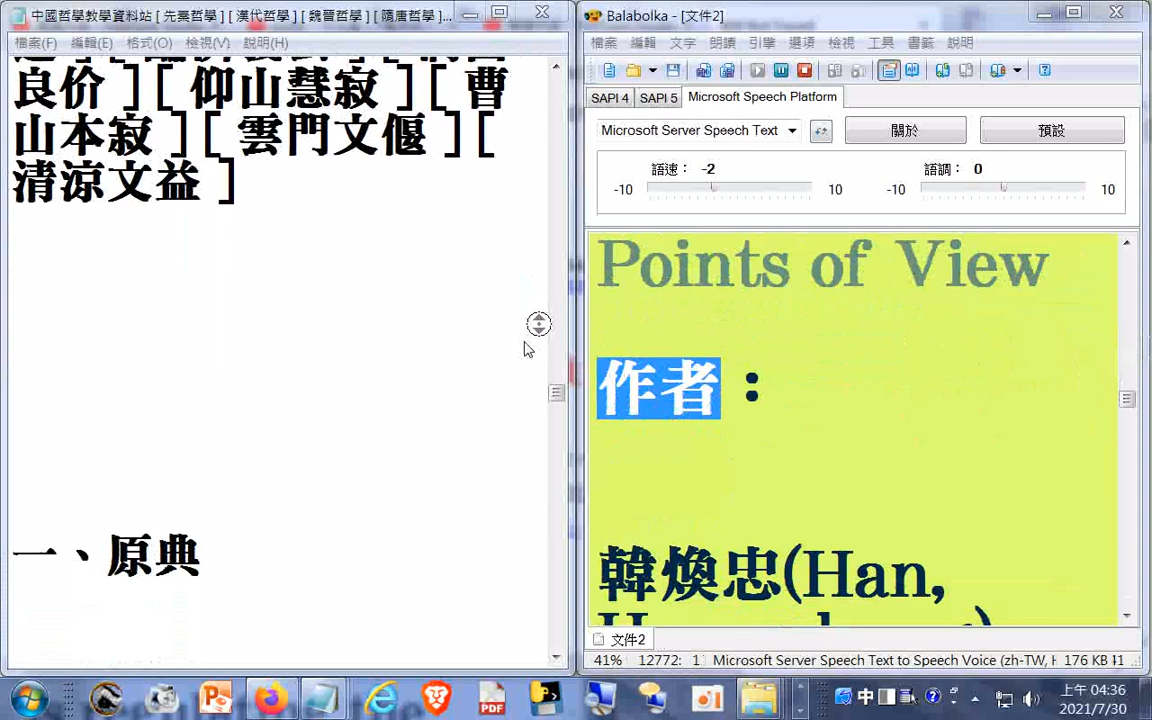 中國哲學教學資料站 [ 先秦哲學 ] [ 漢代哲學 ] [ 魏晉哲學 ] [ 隋唐哲學 ]...
檔案(F) 編輯(E) 格式(O) 檢視(V) 說明(H)
良价 ] [ 仰山慧寂 ] [ 曹
山本寂 ] [ 雲門文偃 ] [
清涼文益 ]
一、原典
Balabolka - [文件2]
檔案 編輯 文字 朗讀 引擎 選項 檢視 工具 書籤 說明
SAPI 4 SAPI 5 Microsoft Speech Platform
Microsoft Server Speech Text 關於 預設
語速： -2 語調： 0
-10 10 -10 10
Points of View
作者：
韓煥忠(Han,
文件2
41% 12772: 1 Microsoft Server Speech Text to Speech Voice (zh-TW, H 176 KB
中 上午 04:36
2021/7/30